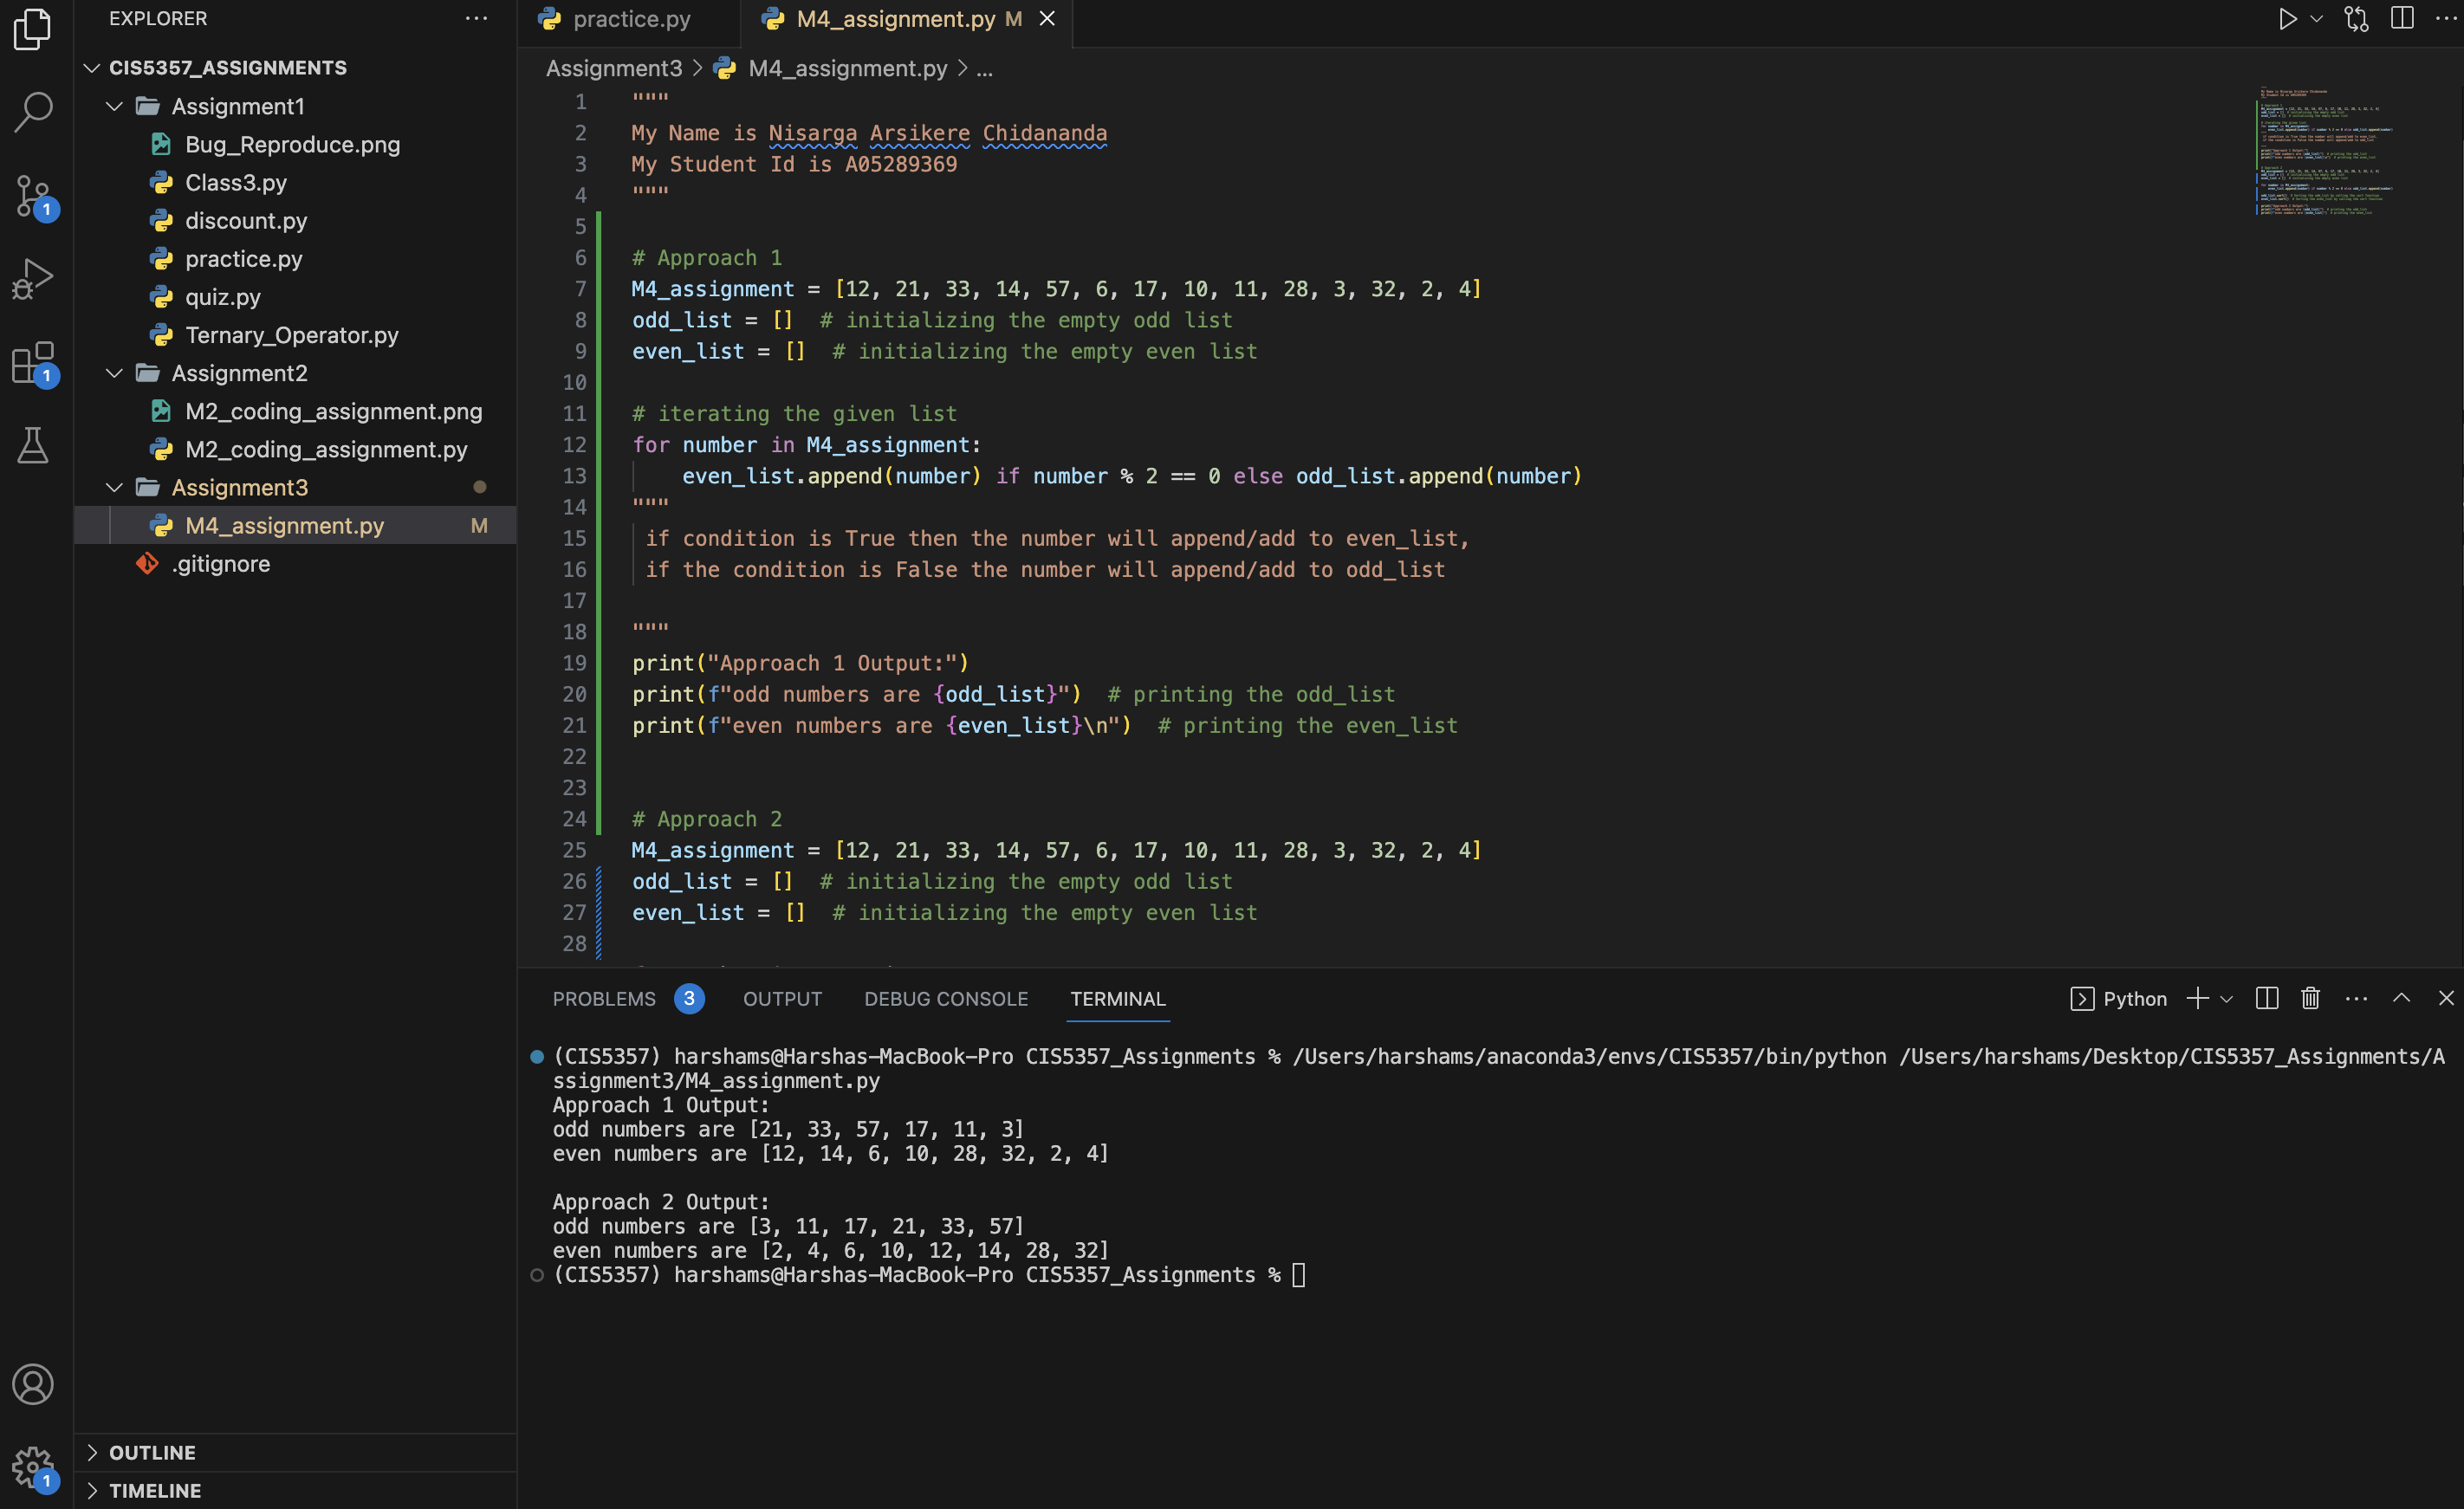 EXPLORER
CIS5357_ASSIGNMENTS
Assignment1
Bug_Reproduce.png
Class3.py
discount.py
practice.py
quiz.py
Ternary_Operator.py
Assignment2
M2_coding_assignment.png
M2_coding_assignment.py
Assignment3
M4_assignment.py M
.gitignore
OUTLINE
TIMELINE
1
1
1
practice.py
M4_assignment.py M
Assignment3 > M4_assignment.py > ...
1 """
2 My Name is Nisarga Arsikere Chidananda
3 My Student Id is A05289369
4 """
5
6 # Approach 1
7 M4_assignment = [12, 21, 33, 14, 57, 6, 17, 10, 11, 28, 3, 32, 2, 4]
8 odd_list = []  # initializing the empty odd list
9 even_list = []  # initializing the empty even list
10
11 # iterating the given list
12 for number in M4_assignment:
13     even_list.append(number) if number % 2 == 0 else odd_list.append(number)
14 """
15  if condition is True then the number will append/add to even_list,
16  if the condition is False the number will append/add to odd_list
17
18 """
19 print("Approach 1 Output:")
20 print(f"odd numbers are {odd_list}")  # printing the odd_list
21 print(f"even numbers are {even_list}\n")  # printing the even_list
22
23
24 # Approach 2
25 M4_assignment = [12, 21, 33, 14, 57, 6, 17, 10, 11, 28, 3, 32, 2, 4]
26 odd_list = []  # initializing the empty odd list
27 even_list = []  # initializing the empty even list
28
PROBLEMS 3 OUTPUT DEBUG CONSOLE TERMINAL
Python
(CIS5357) harshams@Harshas-MacBook-Pro CIS5357_Assignments % /Users/harshams/anaconda3/envs/CIS5357/bin/python /Users/harshams/Desktop/CIS5357_Assignments/A
ssignment3/M4_assignment.py
Approach 1 Output:
odd numbers are [21, 33, 57, 17, 11, 3]
even numbers are [12, 14, 6, 10, 28, 32, 2, 4]
Approach 2 Output:
odd numbers are [3, 11, 17, 21, 33, 57]
even numbers are [2, 4, 6, 10, 12, 14, 28, 32]
(CIS5357) harshams@Harshas-MacBook-Pro CIS5357_Assignments %